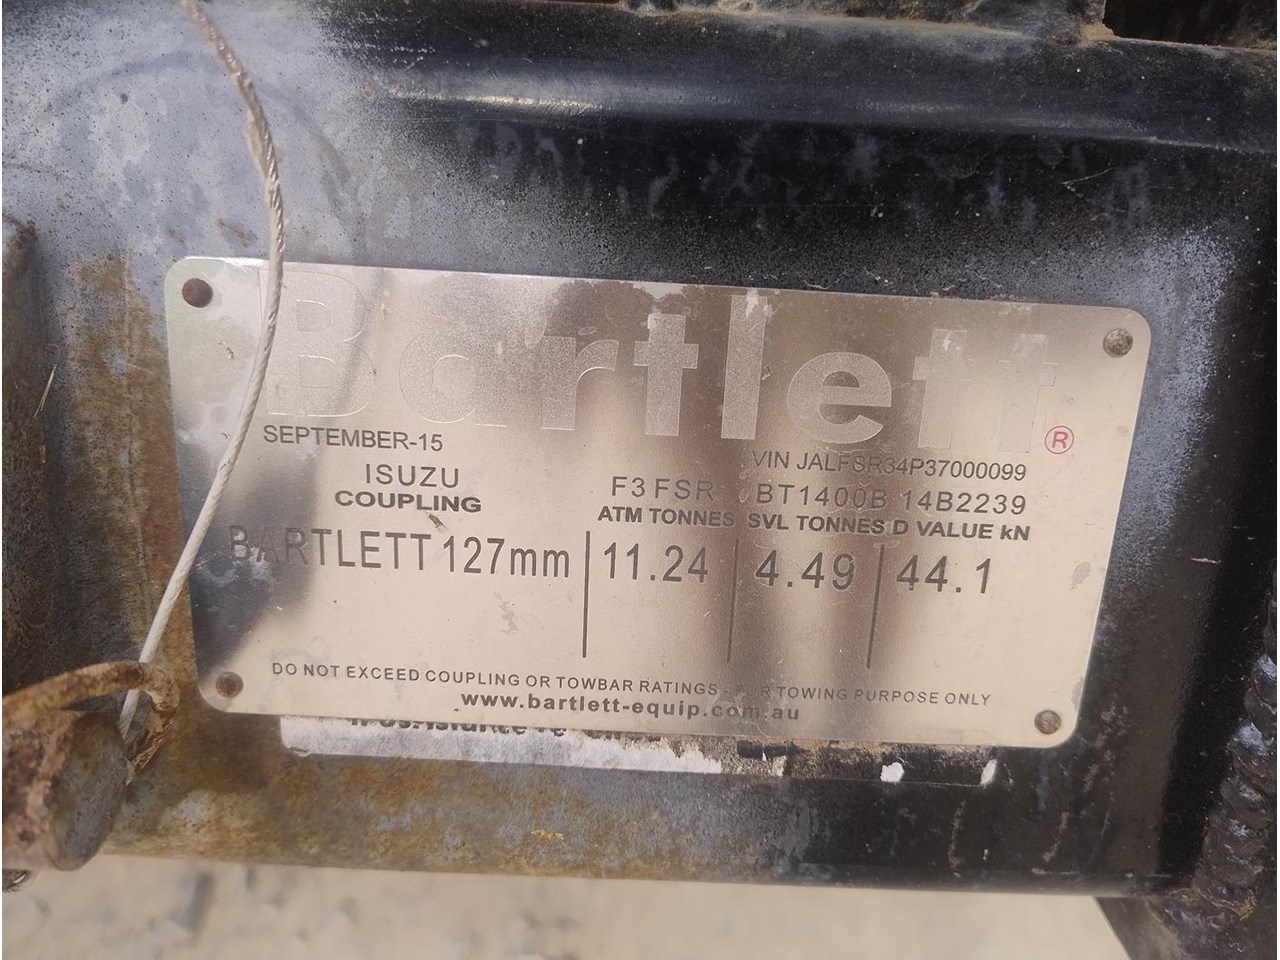 Bartlett ®
SEPTEMBER-15
VIN JALFSR34P37000099
ISUZU
F3 FSR
BT1400B 14B2239
COUPLING
ATM TONNES
SVL TONNES
D VALUE kN
BARTLETT 127mm
11.24
4.49
44.1
DO NOT EXCEED COUPLING OR TOWBAR RATINGS - FOR TOWING PURPOSE ONLY
www.bartlett-equip.com.au